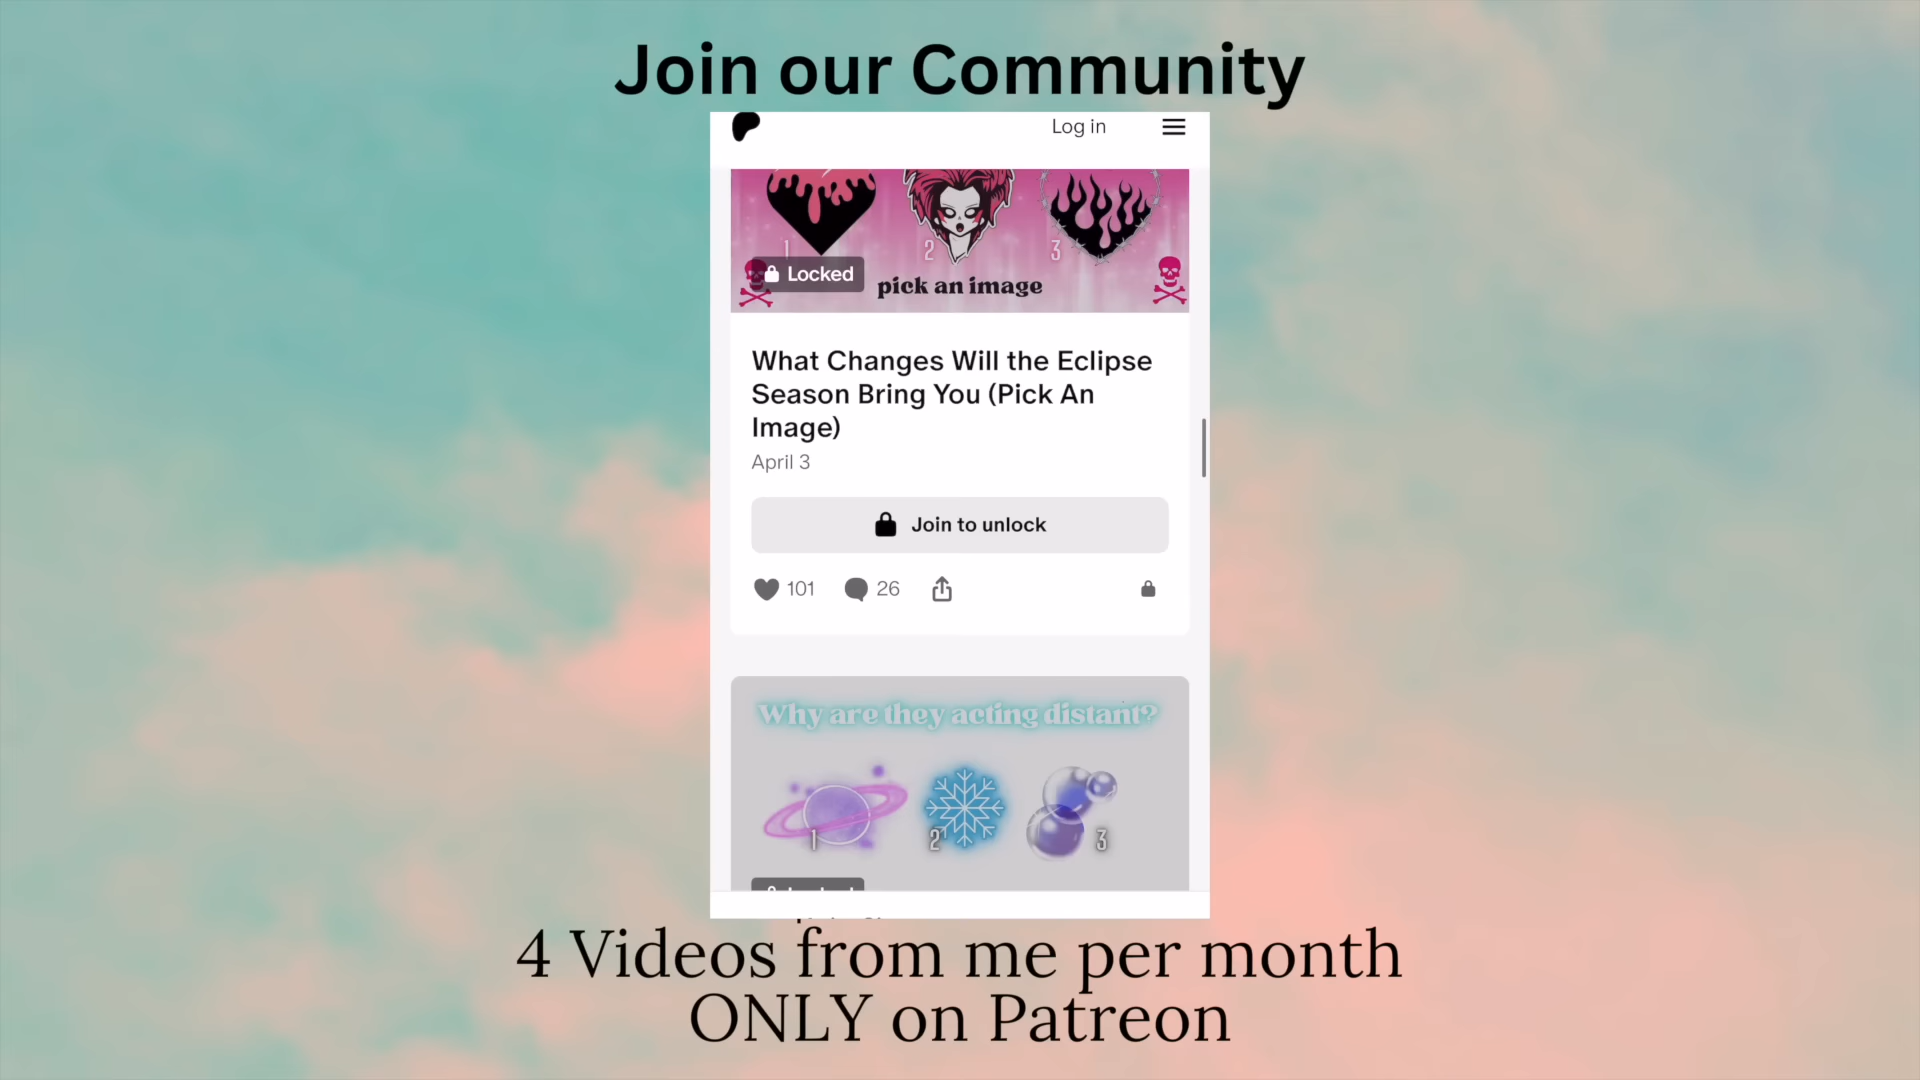 Join our Community
Log in
1
2
3
Locked
pick an image
What Changes Will the Eclipse
Season Bring You (Pick An
Image)
April 3
Join to unlock
101
26
Why are they acting distant?
1
2
3
4 Videos from me per month
ONLY on Patreon